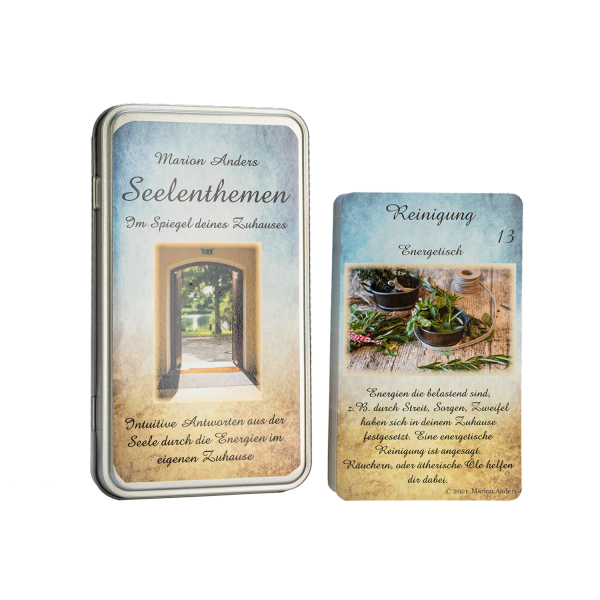 Marion Anders
Seelenthemen
Im Spiegel deines Zuhauses
Intuitive Antworten aus der
Seele durch die Energien im
eigenen Zuhause
Reinigung
13
Energetisch
Energien die belastend sind,
z.B. durch Streit, Sorgen, Zweifel
haben sich in deinem Zuhause
festgesetzt. Eine energetische
Reinigung ist angesagt.
Räuchern, oder ätherische Öle helfen
dir dabei.
© 2021 Marion Anders